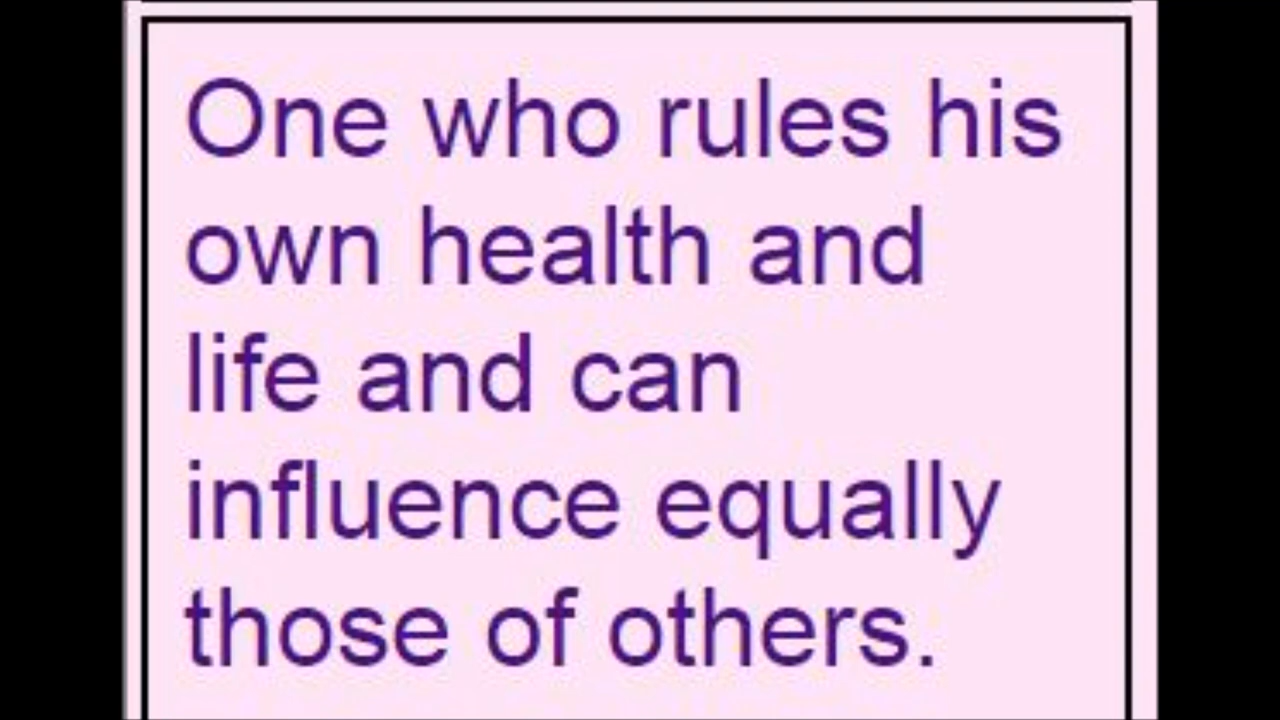 One who rules his
own health and
life and can
influence equally
those of others.